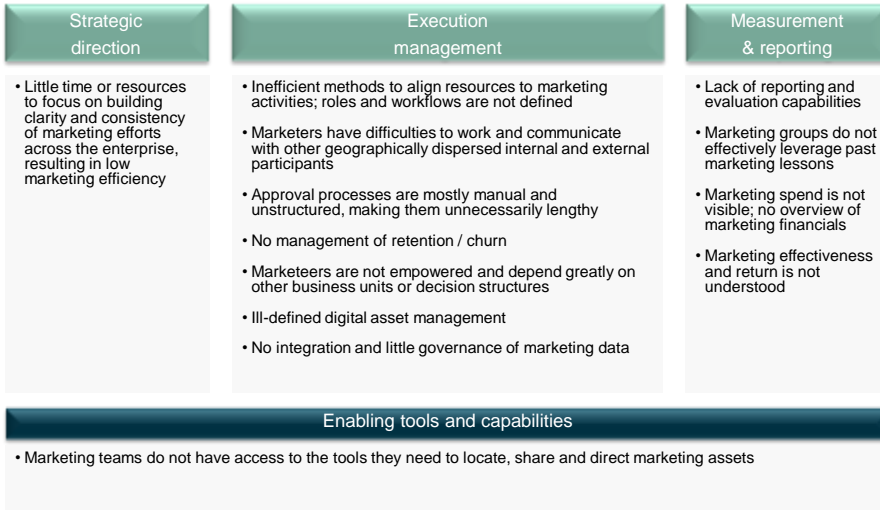 Strategic
direction
• Little time or resources
to focus on building
clarity and consistency
of marketing efforts
across the enterprise,
resulting in low
marketing efficiency
Execution
management
• Inefficient methods to align resources to marketing
activities; roles and workflows are not defined
• Marketers have difficulties to work and communicate
with other geographically dispersed internal and external
participants
• Approval processes are mostly manual and
unstructured, making them unnecessarily lengthy
• No management of retention / churn
• Marketeers are not empowered and depend greatly on
other business units or decision structures
• Ill-defined digital asset management
• No integration and little governance of marketing data
Measurement
& reporting
• Lack of reporting and
evaluation capabilities
• Marketing groups do not
effectively leverage past
marketing lessons
• Marketing spend is not
visible; no overview of
marketing financials
• Marketing effectiveness
and return is not
understood
Enabling tools and capabilities
• Marketing teams do not have access to the tools they need to locate, share and direct marketing assets